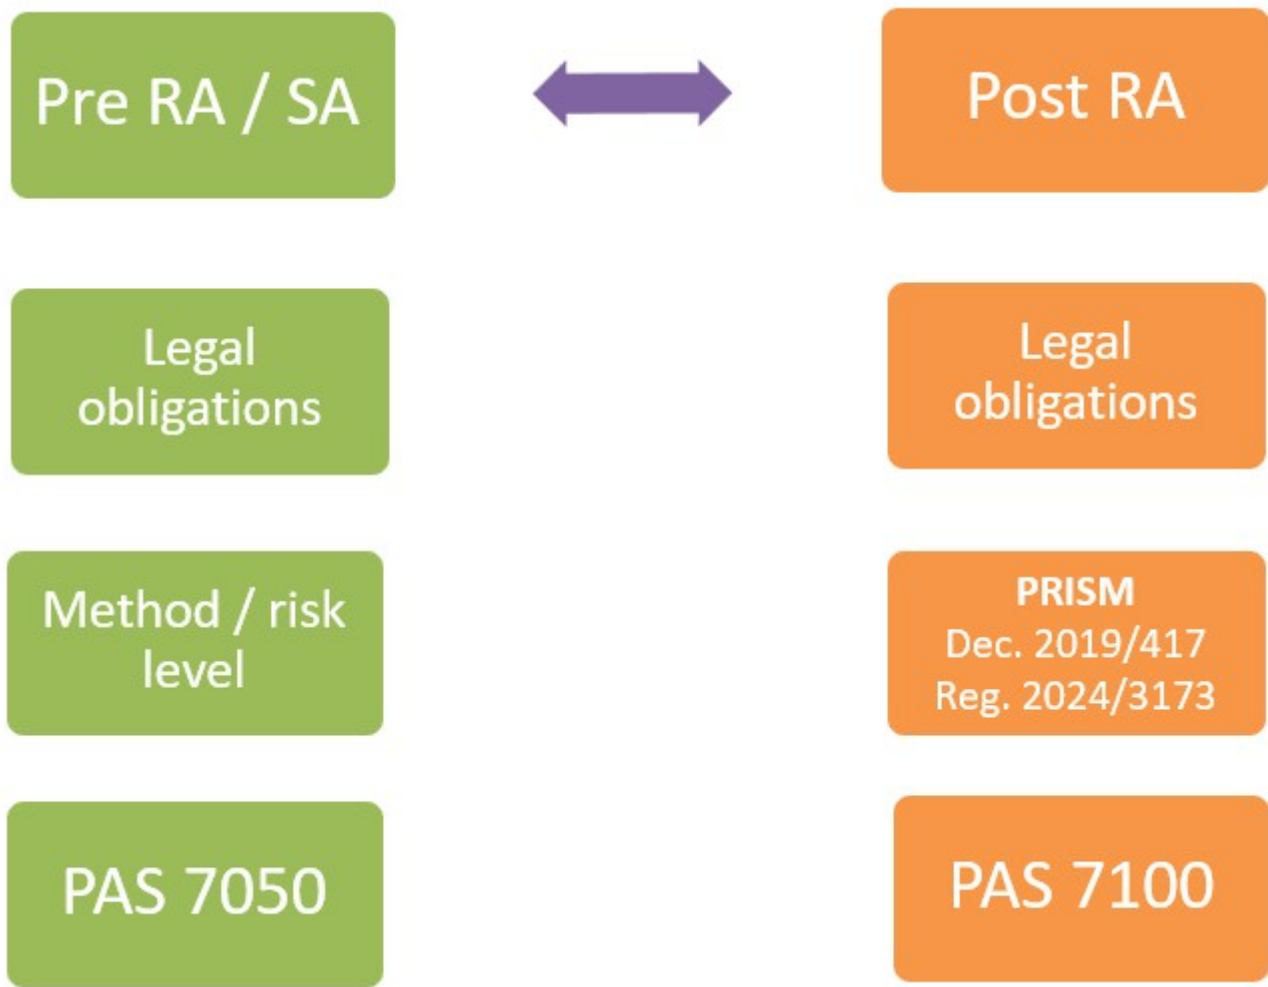 Pre RA / SA
Post RA
Legal
obligations
Legal
obligations
Method / risk
level
PRISM
Dec. 2019/417
Reg. 2024/3173
PAS 7050
PAS 7100